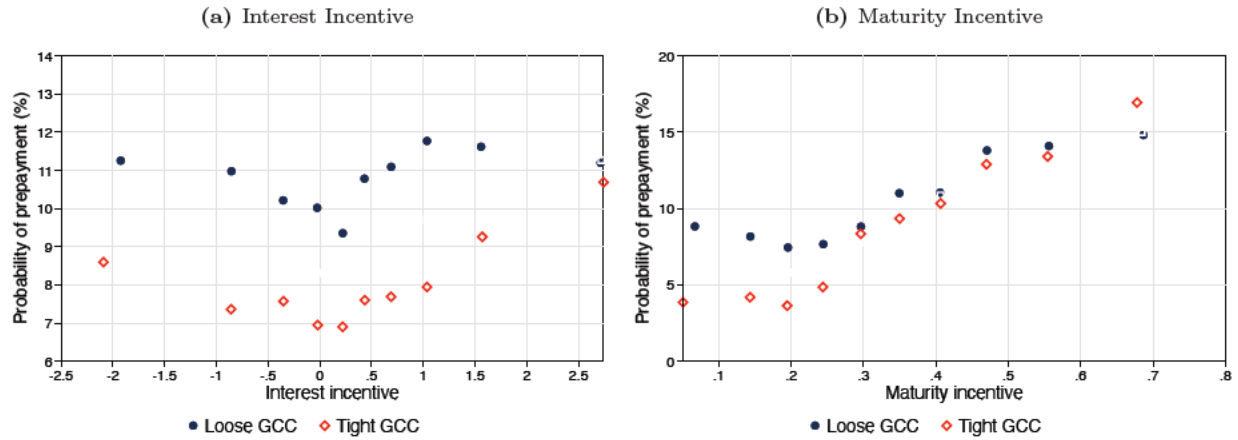 (a) Interest Incentive
Probability of prepayment (%)
14
13
12
11
10
9
8
7
6
-2.5 -2 -1.5 -1 -.5 0 .5 1 1.5 2 2.5
Interest incentive
Loose GCC Tight GCC
(b) Maturity Incentive
Probability of prepayment (%)
20
15
10
5
0
.1 .2 .3 .4 .5 .6 .7 .8
Maturity incentive
Loose GCC Tight GCC